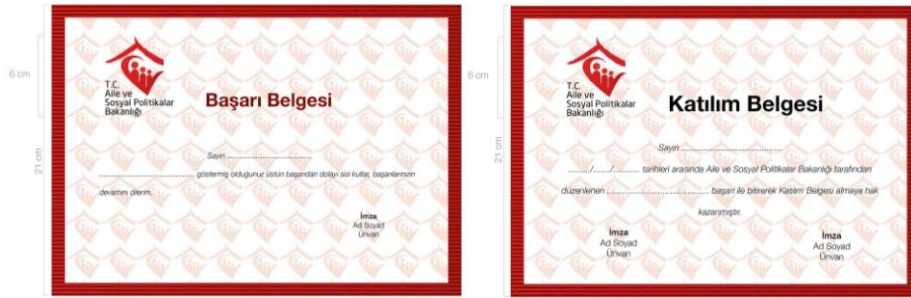 6 cm
21 cm
T.C.
Aile ve
Sosyal Politikalar
Bakanlığı
Başarı Belgesi
Sayın ......................................
.......................................... göstermiş olduğunuz üstün başarıdan dolayı sizi kutlar, başarılarınızın
devamını dilerim.
İmza
Ad Soyad
Ünvan
6 cm
21 cm
T.C.
Aile ve
Sosyal Politikalar
Bakanlığı
Katılım Belgesi
Sayın ......................................
......../......./.......... tarihleri arasında Aile ve Sosyal Politikalar Bakanlığı tarafından
düzenlenen ...................................... başarı ile bitirerek Katılım Belgesi almaya hak
kazanmıştır.
İmza
Ad Soyad
Ünvan
İmza
Ad Soyad
Ünvan